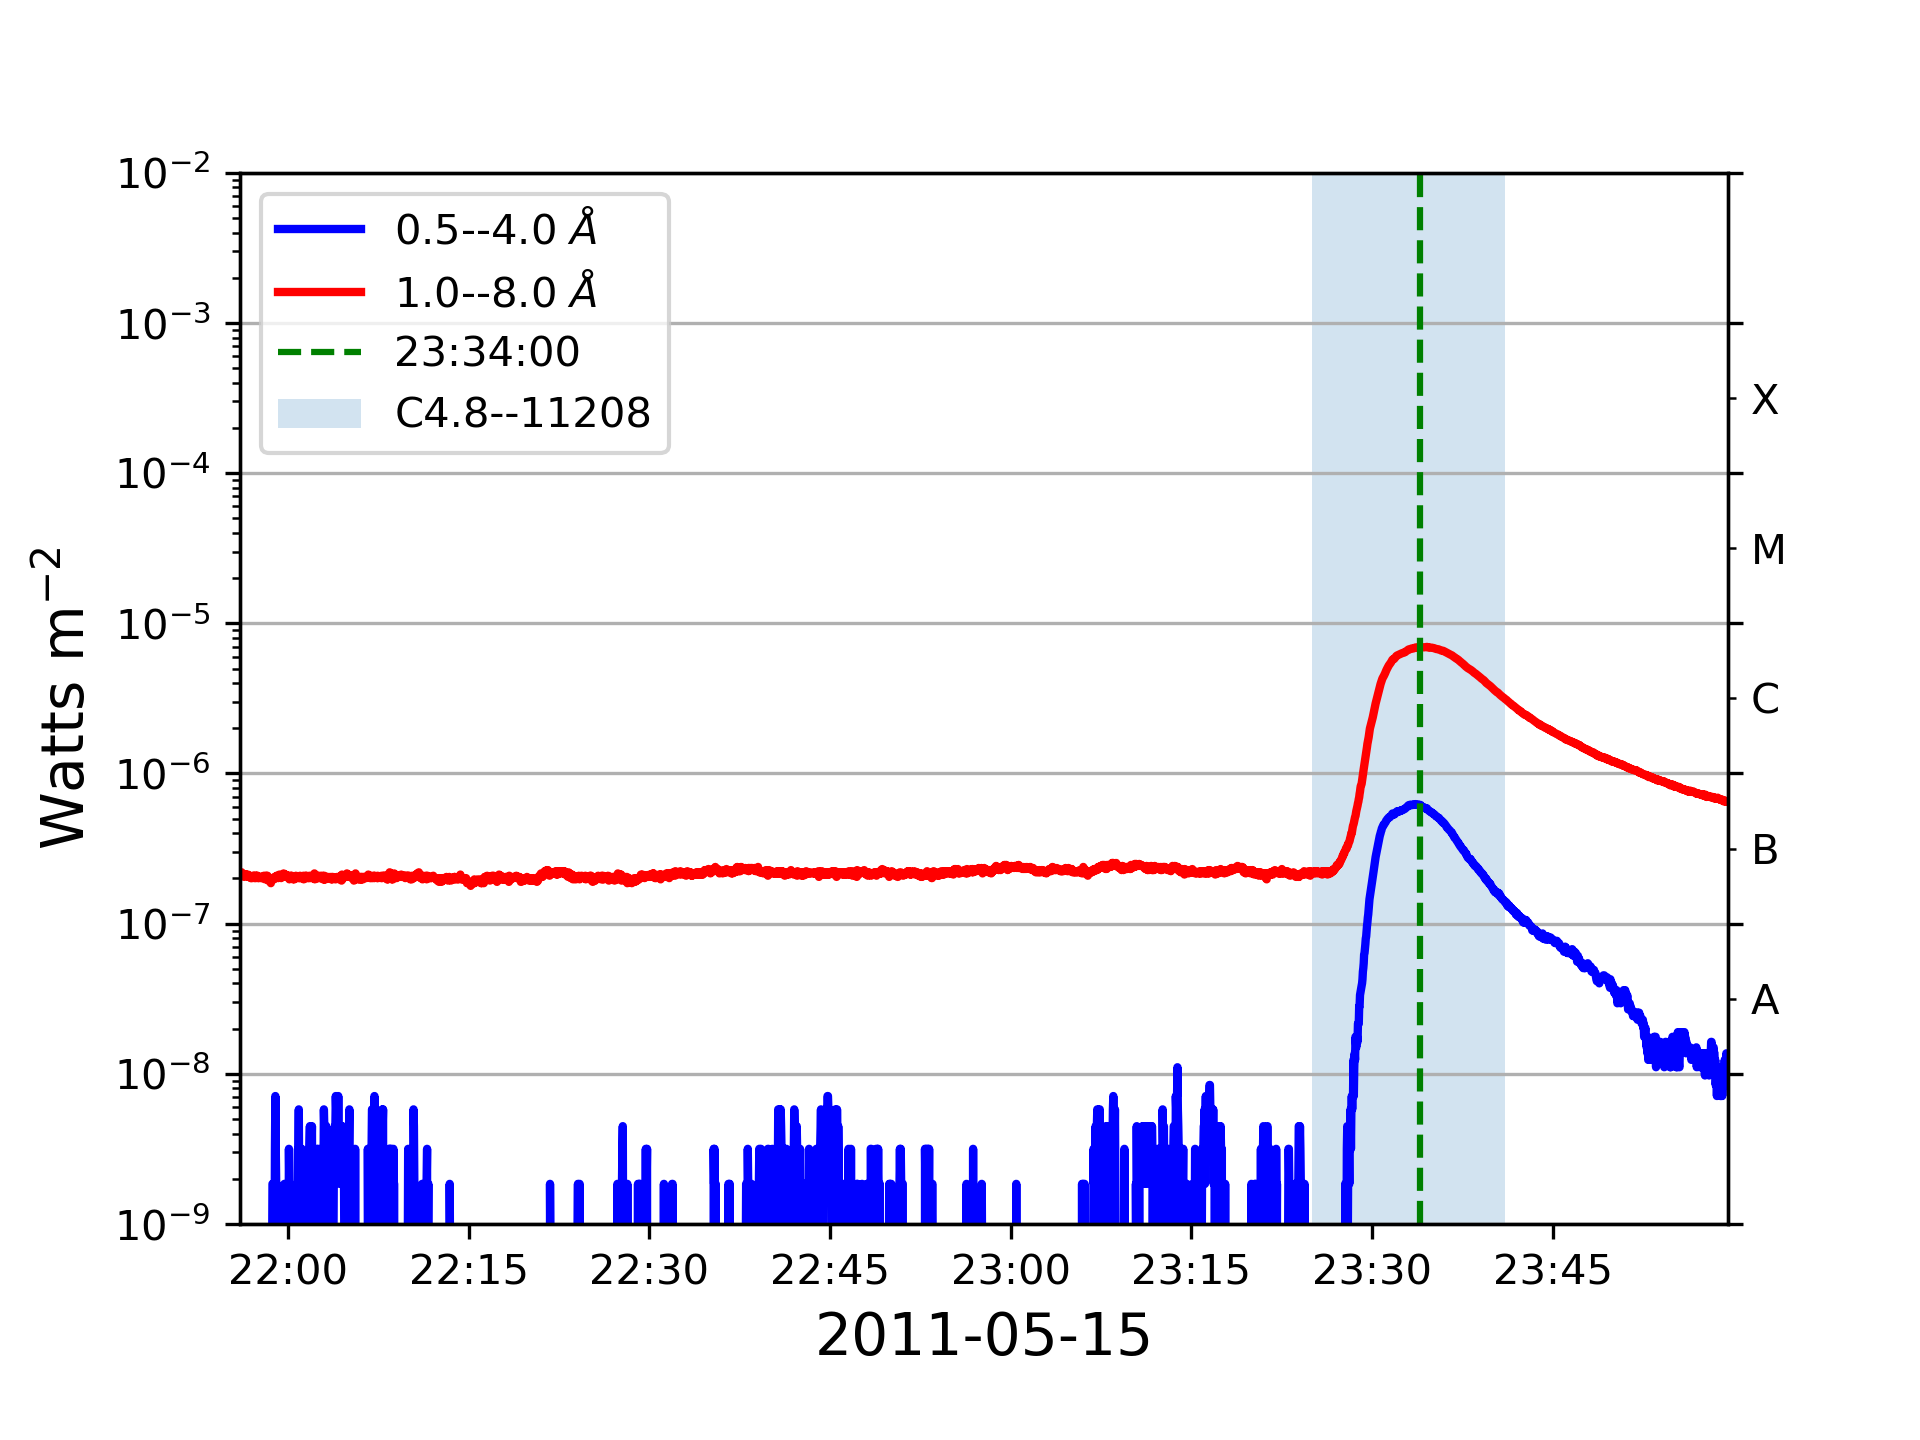 0.5--4.0 Å
1.0--8.0 Å
23:34:00
C4.8--11208
Watts m⁻²
10⁻²
10⁻³
10⁻⁴
10⁻⁵
10⁻⁶
10⁻⁷
10⁻⁸
10⁻⁹
X
M
C
B
A
22:00 22:15 22:30 22:45 23:00 23:15 23:30 23:45
2011-05-15